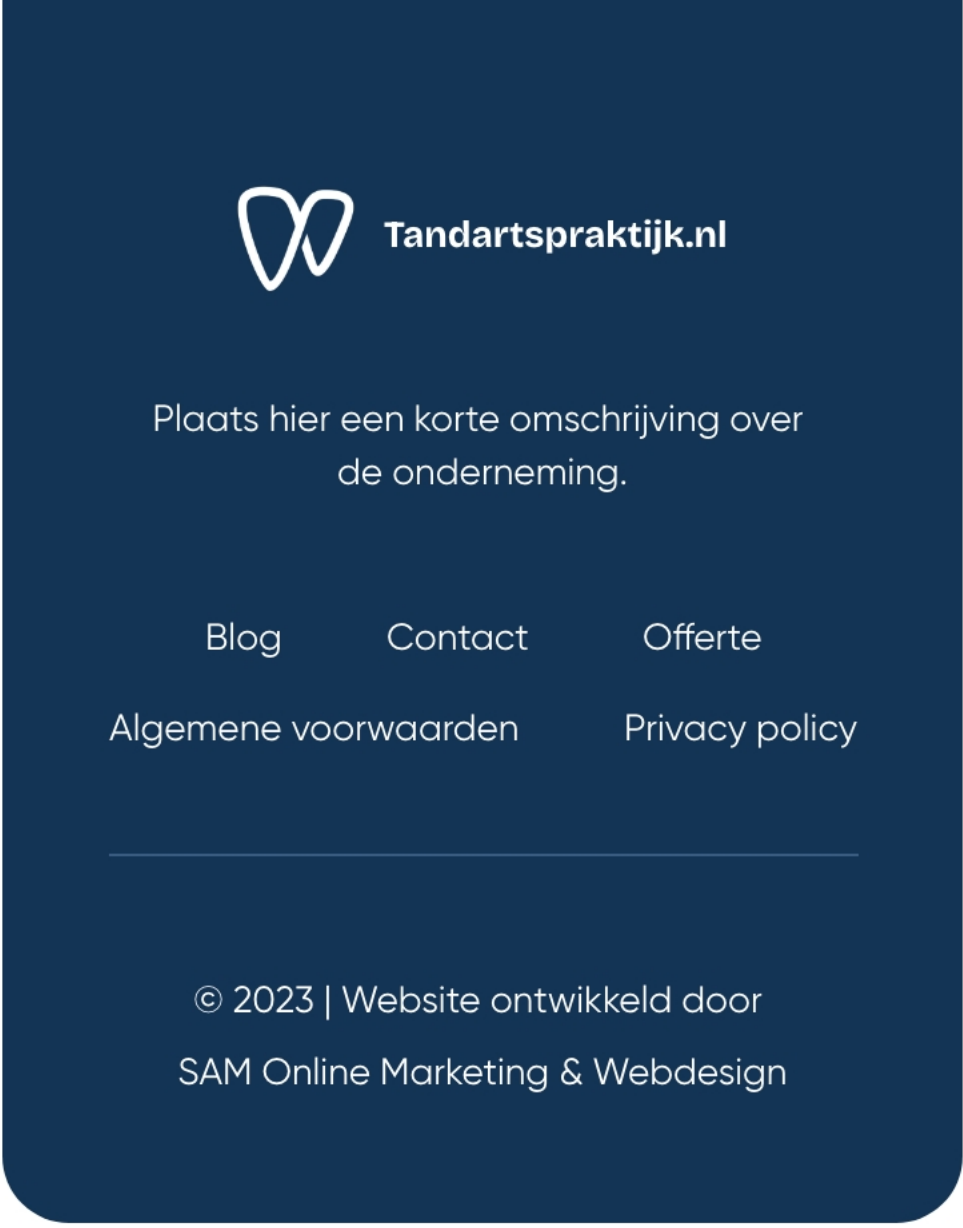 Tandartspraktijk.nl
Plaats hier een korte omschrijving over
de onderneming.
Blog Contact Offerte
Algemene voorwaarden Privacy policy
© 2023 | Website ontwikkeld door
SAM Online Marketing & Webdesign